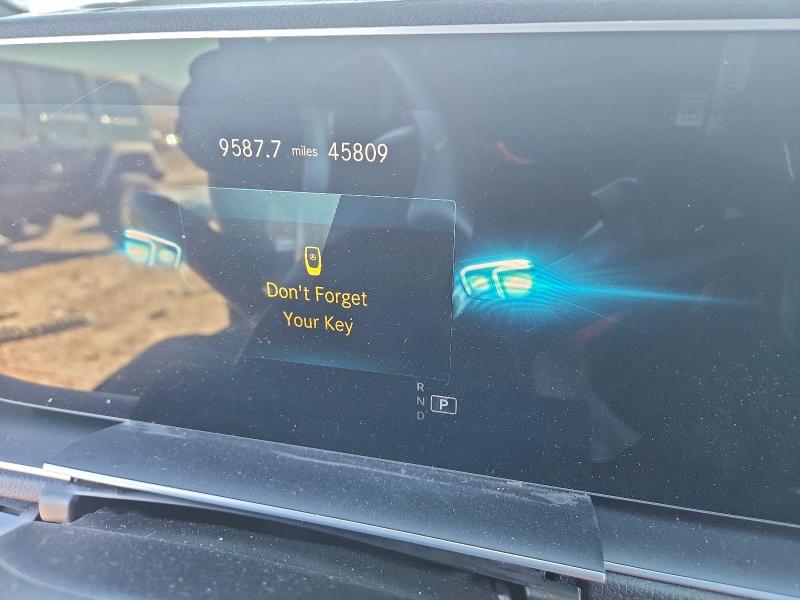 9587.7 miles 45809
Don't Forget
Your Key
R
N P
D